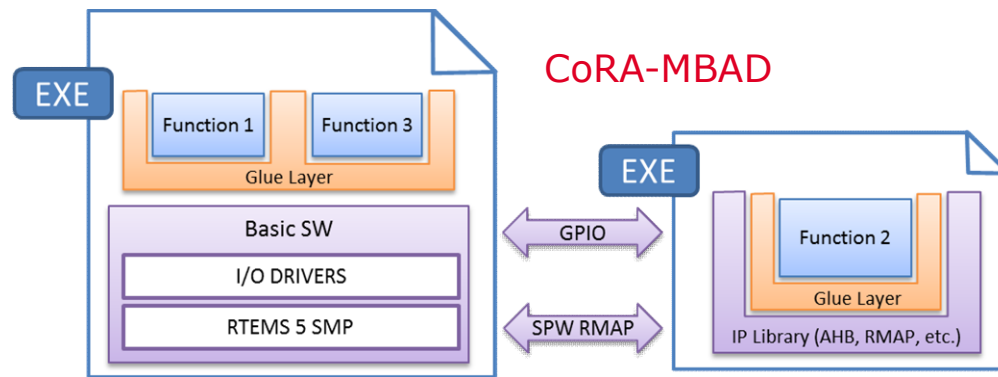 CoRA-MBAD
EXE
Function 1
Function 3
Glue Layer
Basic SW
I/O DRIVERS
RTEMS 5 SMP
GPIO
SPW RMAP
EXE
Function 2
Glue Layer
IP Library (AHB, RMAP, etc.)